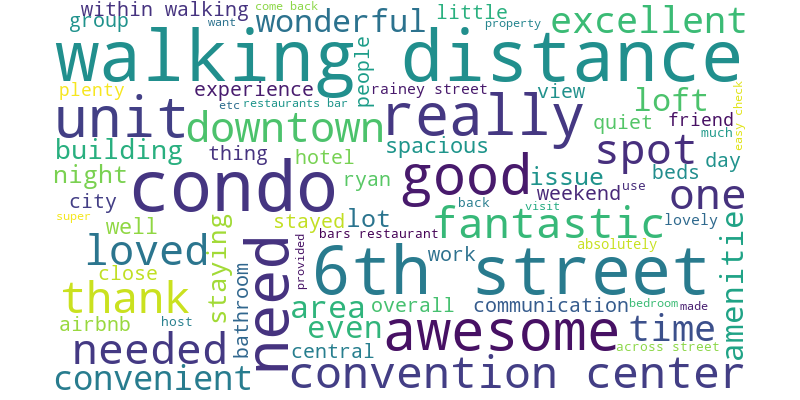 within walking
come back
group
want
wonderful
little
property
excellent
walking distance
people
plenty
experience
rainey street
view
unit
etc
restaurants bar
really
loft
easy check
downtown
quiet
friend
much
building
thing
hotel
spacious
spot
day
night
condo
ryan
good
issue
beds
city
weekend
use
one
super
well
staying
stayed
lot
back
visit
fantastic
lovely
amenitie
loved
need
provided
bars restaurant
absolutely
close
bathroom
6th street
work
thank
area
overall
communication
bedroom
made
airbnb
host
even
awesome
time
needed
central
across street
convenient
convention center